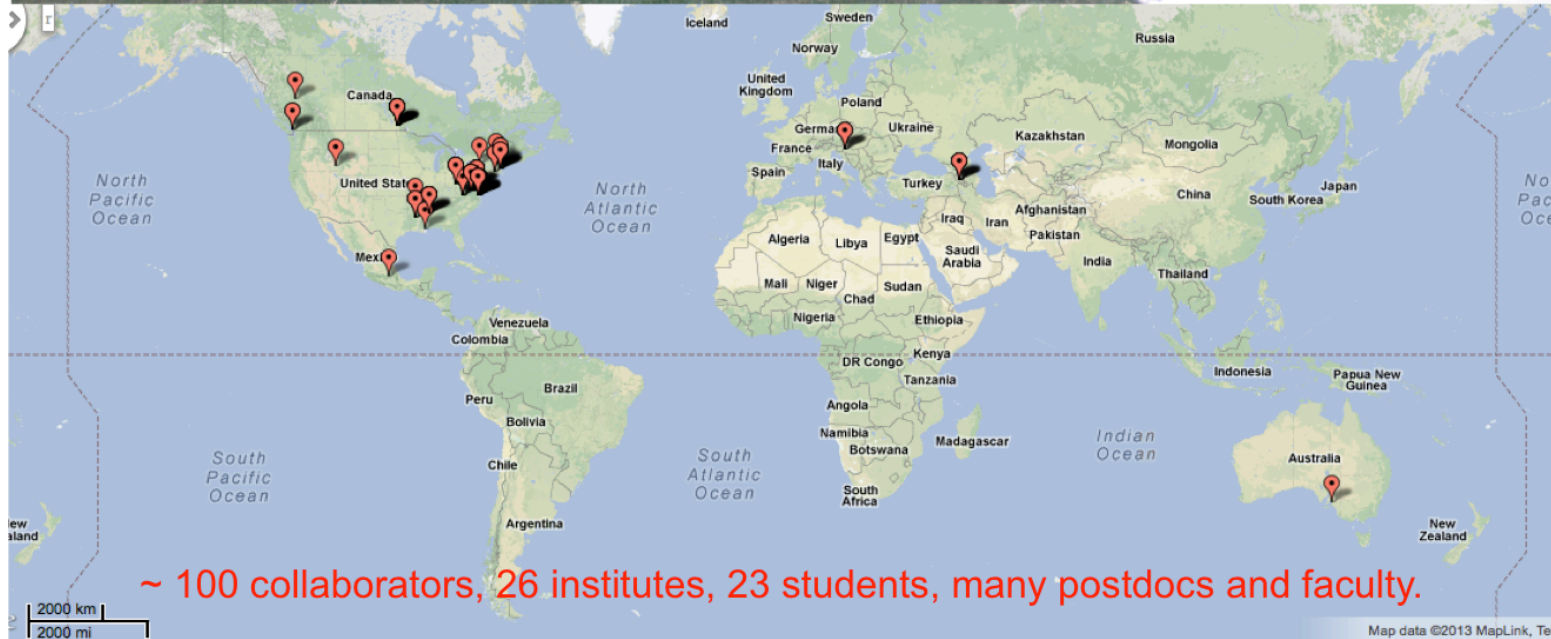 r
Iceland
Sweden
Norway
Russia
United
Kingdom
Canada
Poland
Ukraine
France
Kazakhstan
Mongolia
Italy
Spain
Turkey
China
South Korea
Japan
North
Pacific
Ocean
United
North
Atlantic
Ocean
Iraq
Iran
Afghanistan
Pakistan
Algeria
Libya
Egypt
Saudi
Arabia
India
Thailand
Mali
Niger
Chad
Sudan
Nigeria
Ethiopia
Venezuela
Colombia
DR Congo
Kenya
Tanzania
Indonesia
Papua New
Guinea
Peru
Brazil
Bolivia
Angola
Namibia
Botswana
Madagascar
South
Pacific
Ocean
Chile
South
Atlantic
Ocean
Indian
Ocean
Australia
South
Africa
Argentina
New
Zealand
~ 100 collaborators, 26 institutes, 23 students, many postdocs and faculty.
2000 km
2000 mi
Map data ©2013 MapLink,